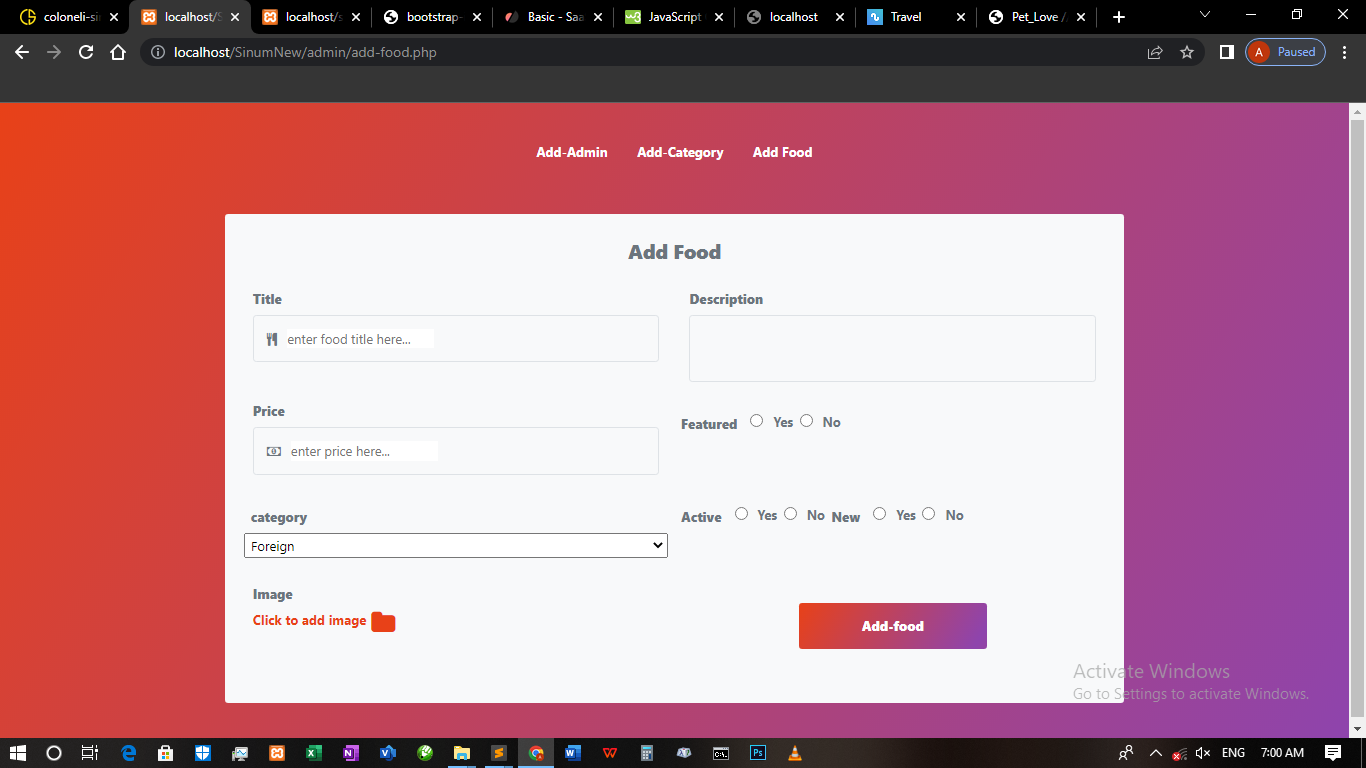 coloneli-si
localhost/S
localhost/s
bootstrap-
Basic - Saa
JavaScript
localhost
Travel
Pet_Love /
localhost/SinumNew/admin/add-food.php
A Paused
Add-Admin Add-Category Add Food
Add Food
Title
Description
enter food title here...
Price
Featured Yes No
enter price here...
category
Active Yes No New Yes No
Foreign
Image
Click to add image
Add-food
Activate Windows
Go to Settings to activate Windows.
ENG 7:00 AM